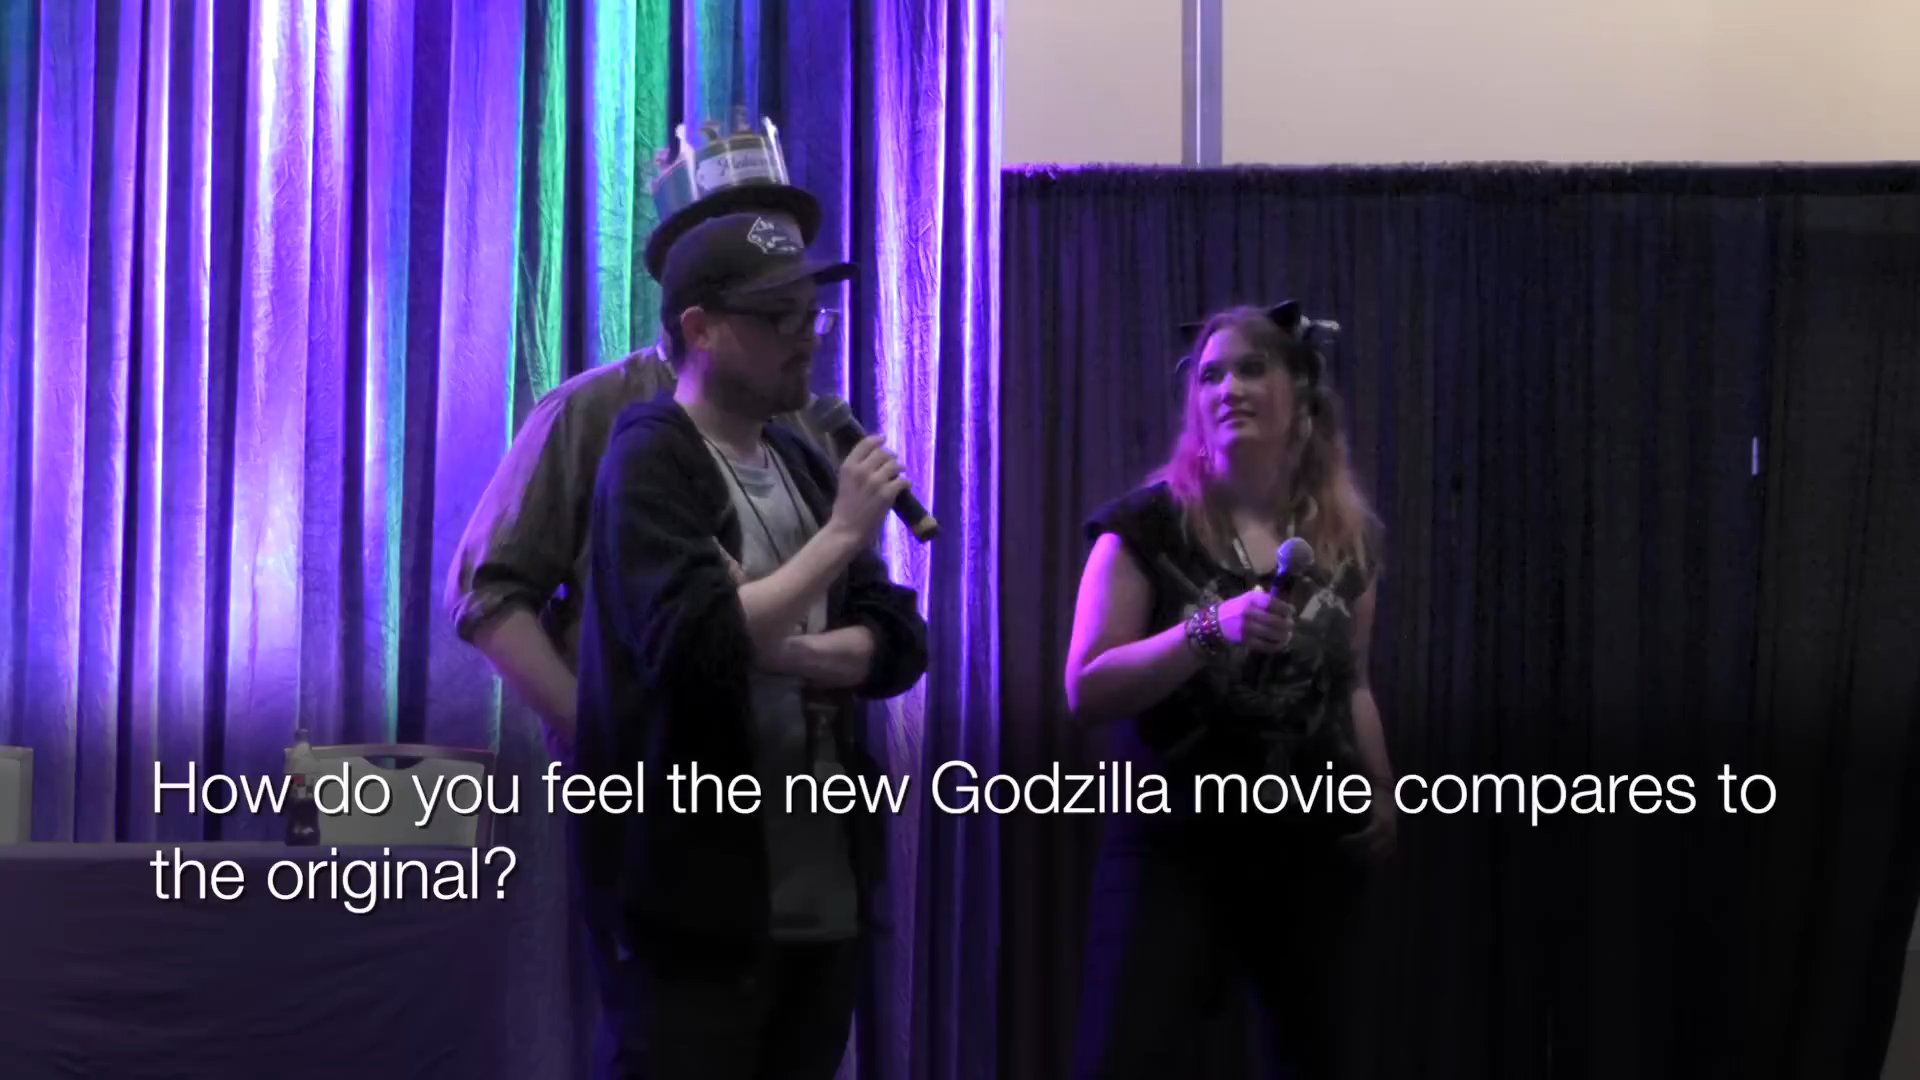 How do you feel the new Godzilla movie compares to
the original?